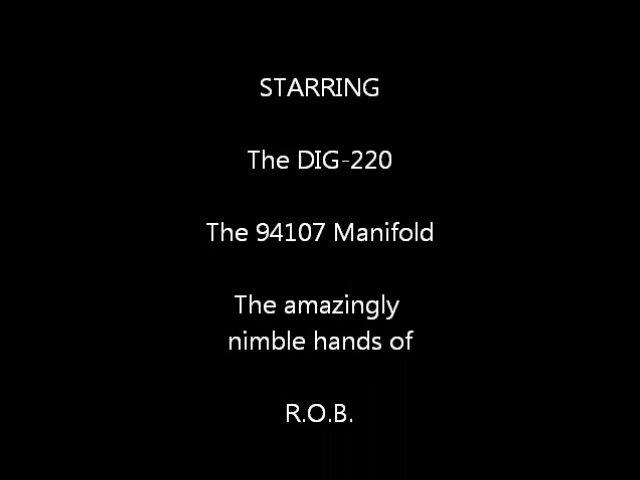 STARRING
The DIG-220
The 94107 Manifold
The amazingly
nimble hands of
R.O.B.